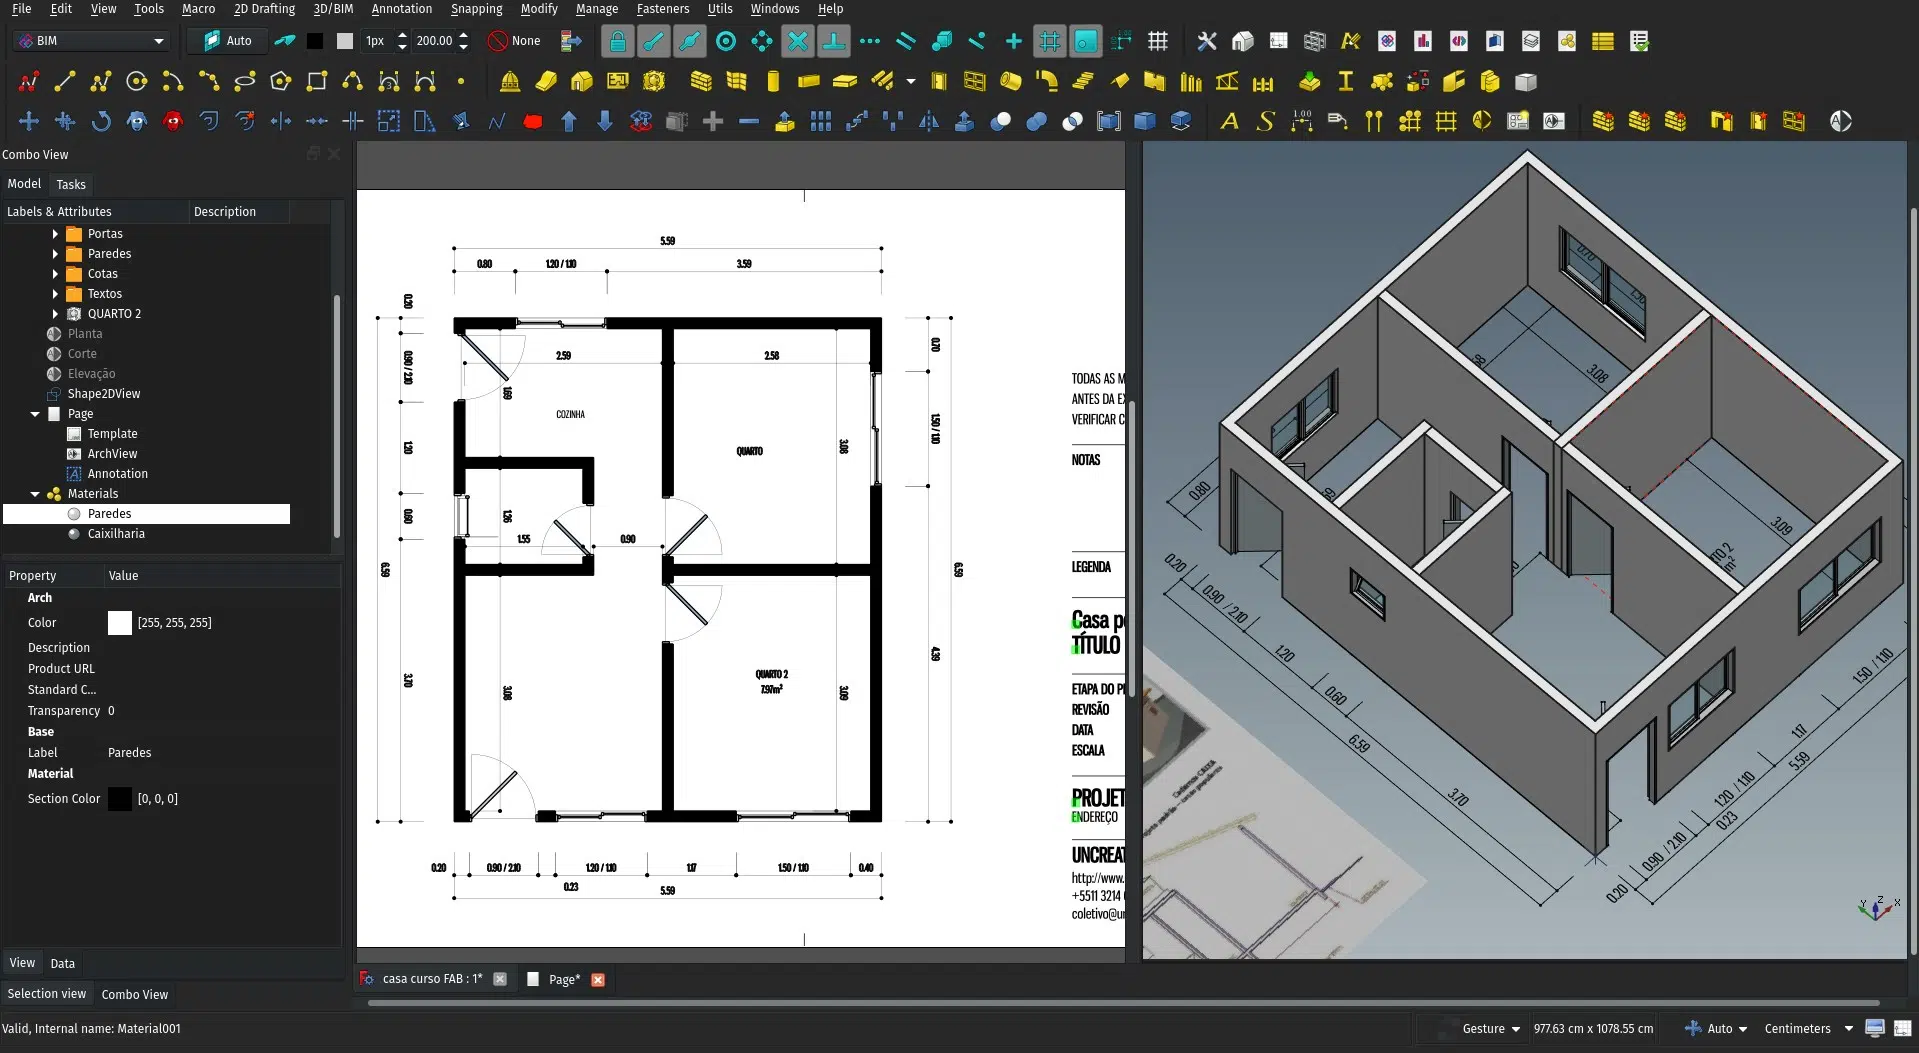 File Edit View Tools Macro 2D Drafting 3D/BIM Annotation Snapping Modify Manage Fasteners Utils Windows Help
BIM Auto 1px 200.00 None
Combo View
Model Tasks
Labels & Attributes Description
Portas
Paredes
Cotas
Textos
QUARTO 2
Planta
Corte
Elevação
Shape2DView
Page
Template
ArchView
Annotation
Materials
Paredes
Caixilharia
Property Value
Arch
Color [255, 255, 255]
Description
Product URL
Standard C...
Transparency 0
Base
Label Paredes
Material
Section Color [0, 0, 0]
View Data
Selection view Combo View
Valid, Internal name: Material001
5.59
0.80 1.20 / 1.10 3.59
0.20
0.90 / 2.10
1.20
0.60
3.70
6.59
2.59
1.69
COZINHA
2.58
QUARTO
3.08
1.26
1.55
0.90
3.08
QUARTO 2
7.97m²
3.09
0.70
1.50 / 1.10
4.39
6.59
0.20 0.90 / 2.10 1.20 / 1.10 1.17 1.50 / 1.10 0.40
0.23
5.59
TODAS AS M
ANTES DA E
VERIFICAR C
NOTAS
LEGENDA
Casa p
TÍTULO
ETAPA DO P
REVISÃO
DATA
ESCALA
PROJET
ENDEREÇO
UNCREAT
http://www.
+5511 3214
coletivo@u
3.08
3.09
TO 2
m²
0.80
0.20
0.90 / 2.10
1.20
0.60
6.59
3.70
0.20
0.90 / 2.10
0.23
1.20 / 1.10
5.59
1.17
1.50 / 1.10
Y Z X
casa curso FAB : 1* Page*
Gesture 977.63 cm x 1078.55 cm Auto Centimeters